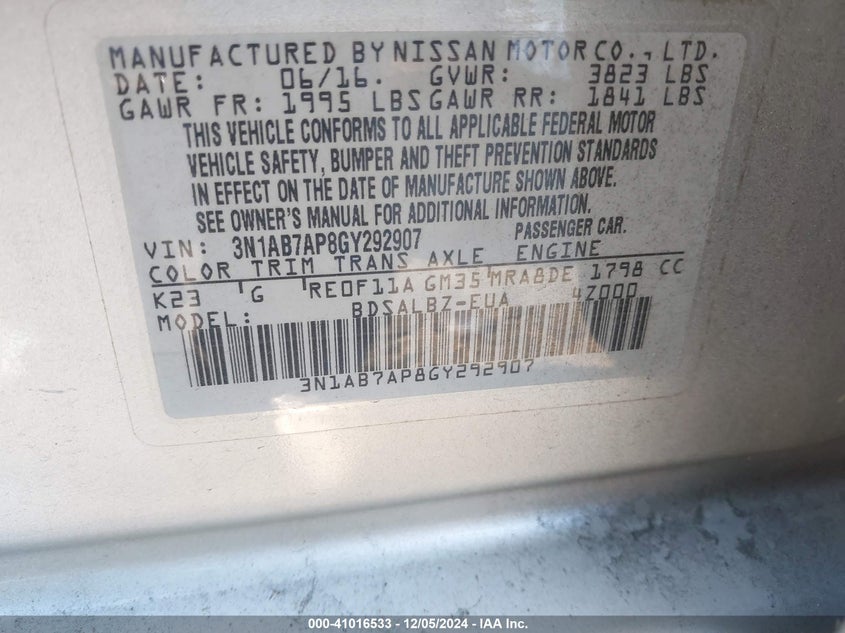 MANUFACTURED BY NISSAN MOTOR CO., LTD.
DATE: 06/16. GVWR: 3823 LBS
GAWR FR: 1995 LBS GAWR RR: 1841 LBS
THIS VEHICLE CONFORMS TO ALL APPLICABLE FEDERAL MOTOR
VEHICLE SAFETY, BUMPER AND THEFT PREVENTION STANDARDS
IN EFFECT ON THE DATE OF MANUFACTURE SHOWN ABOVE.
SEE OWNER'S MANUAL FOR ADDITIONAL INFORMATION.
VIN: 3N1AB7AP8GY292907 PASSENGER CAR.
COLOR TRIM TRANS AXLE ENGINE
K23 G RE0F11A GM35 MRA8DE 1798 CC
MODEL: BDSALBZ-EUA 4Z000
3N1AB7AP8GY292907
000-41016533 - 12/05/2024 - IAA Inc.